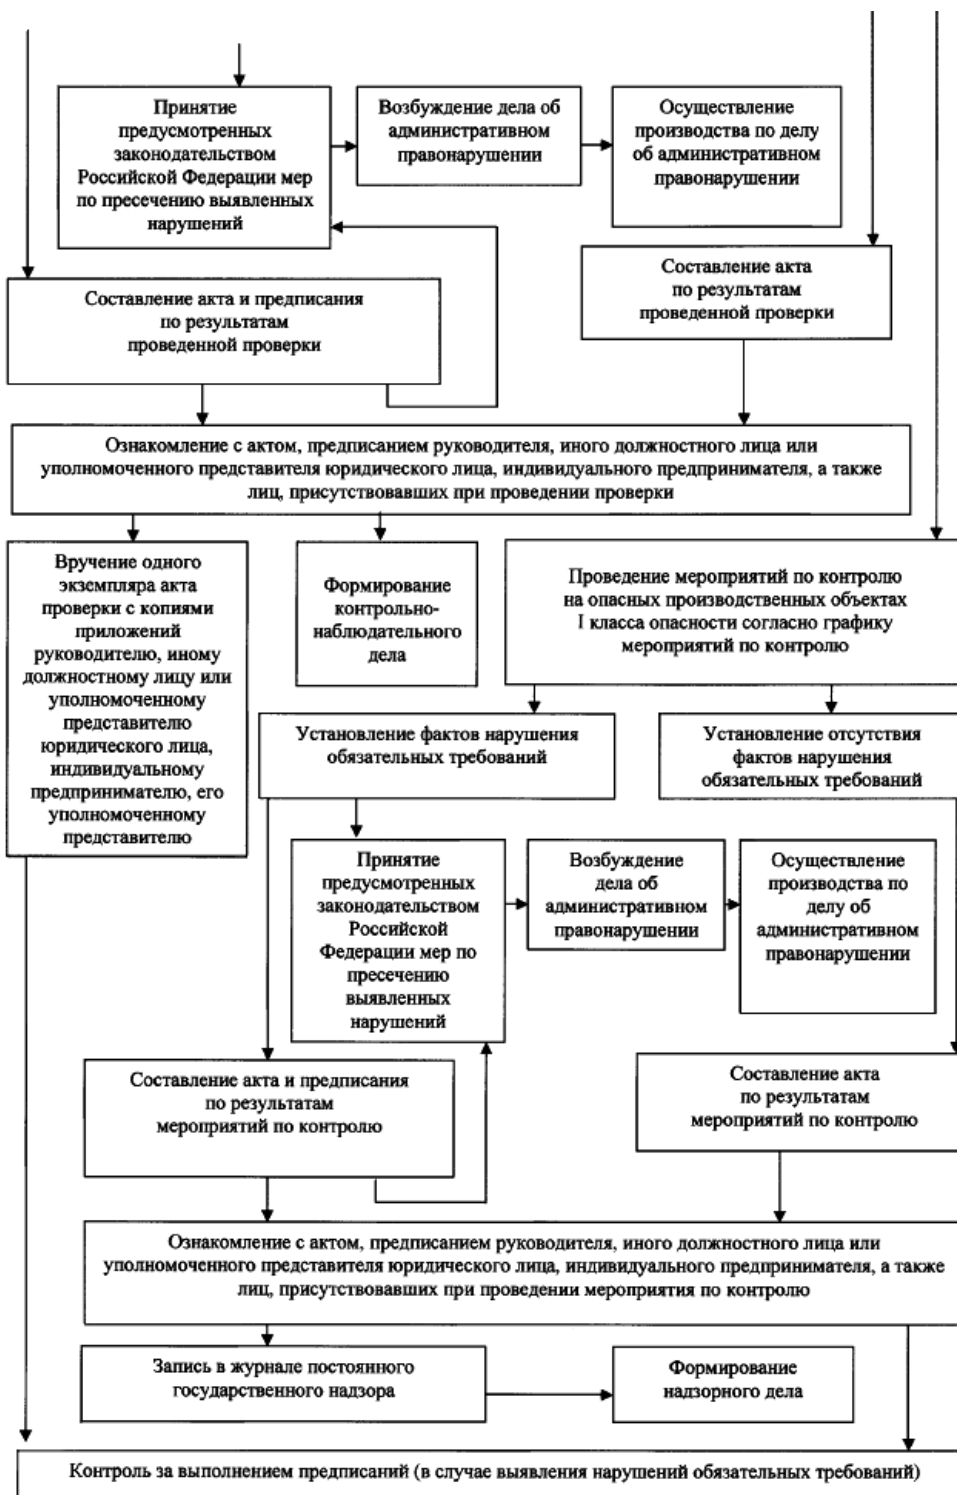 Принятие
предусмотренных
законодательством
Российской Федерации мер
по пресечению выявленных
нарушений
Возбуждение дела об
административном
правонарушении
Осуществление
производства по делу
об административном
правонарушении
Составление акта и предписания
по результатам
проведенной проверки
Составление акта
по результатам
проведенной проверки
Ознакомление с актом, предписанием руководителя, иного должностного лица или
уполномоченного представителя юридического лица, индивидуального предпринимателя, а также
лиц, присутствовавших при проведении проверки
Вручение одного
экземпляра акта
проверки с копиями
приложений
руководителю, иному
должностному лицу или
уполномоченному
представителю
юридического лица,
индивидуальному
предпринимателю, его
уполномоченному
представителю
Формирование
контрольно-
наблюдательного
дела
Проведение мероприятий по контролю
на опасных производственных объектах
I класса опасности согласно графику
мероприятий по контролю
Установление фактов нарушения
обязательных требований
Установление отсутствия
фактов нарушения
обязательных требований
Принятие
предусмотренных
законодательством
Российской
Федерации мер по
пресечению
выявленных
нарушений
Возбуждение
дела об
административном
правонарушении
Осуществление
производства по
делу об
административном
правонарушении
Составление акта и предписания
по результатам
мероприятий по контролю
Составление акта
по результатам
мероприятий по контролю
Ознакомление с актом, предписанием руководителя, иного должностного лица или
уполномоченного представителя юридического лица, индивидуального предпринимателя, а также
лиц, присутствовавших при проведении мероприятия по контролю
Запись в журнале постоянного
государственного надзора
Формирование
надзорного дела
Контроль за выполнением предписаний (в случае выявления нарушений обязательных требований)